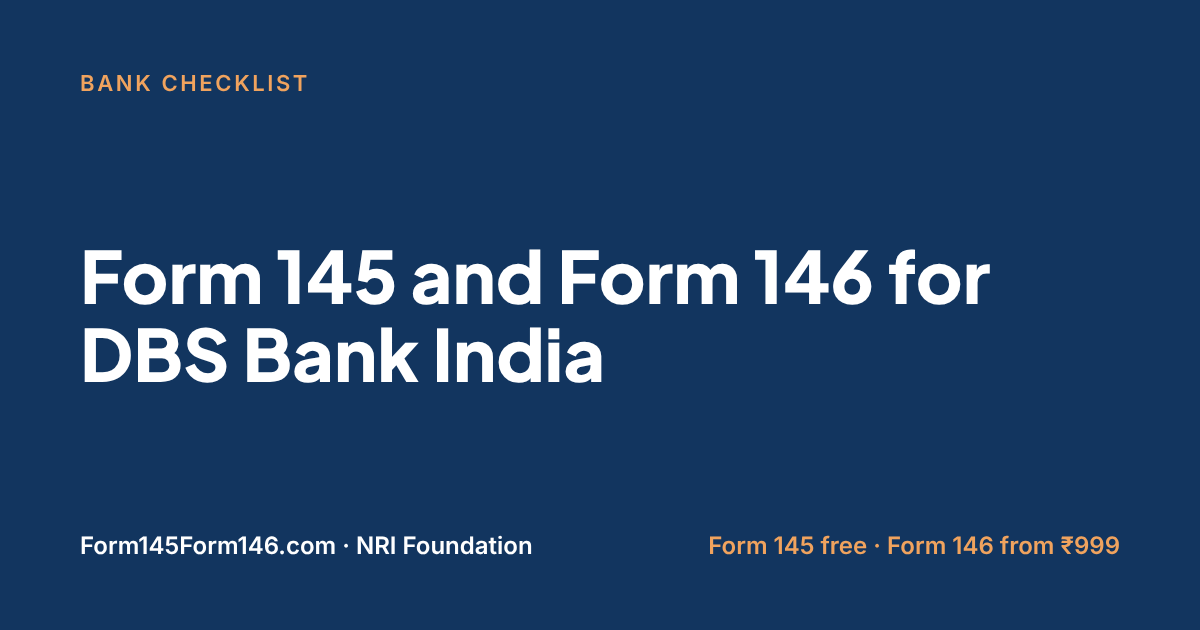 BANK CHECKLIST
Form 145 and Form 146 for
DBS Bank India
Form145Form146.com · NRI Foundation
Form 145 free · Form 146 from ₹999